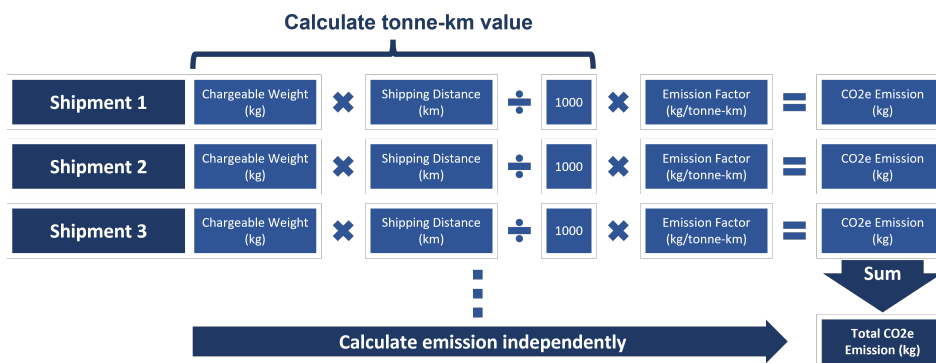 Calculate tonne-km value
Shipment 1
Chargeable Weight
(kg)
Shipping Distance
(km)
÷
1000
Emission Factor
(kg/tonne-km)
=
CO2e Emission
(kg)
Shipment 2
Chargeable Weight
(kg)
Shipping Distance
(km)
÷
1000
Emission Factor
(kg/tonne-km)
=
CO2e Emission
(kg)
Shipment 3
Chargeable Weight
(kg)
Shipping Distance
(km)
÷
1000
Emission Factor
(kg/tonne-km)
=
CO2e Emission
(kg)
Sum
Calculate emission independently
Total CO2e
Emission (kg)